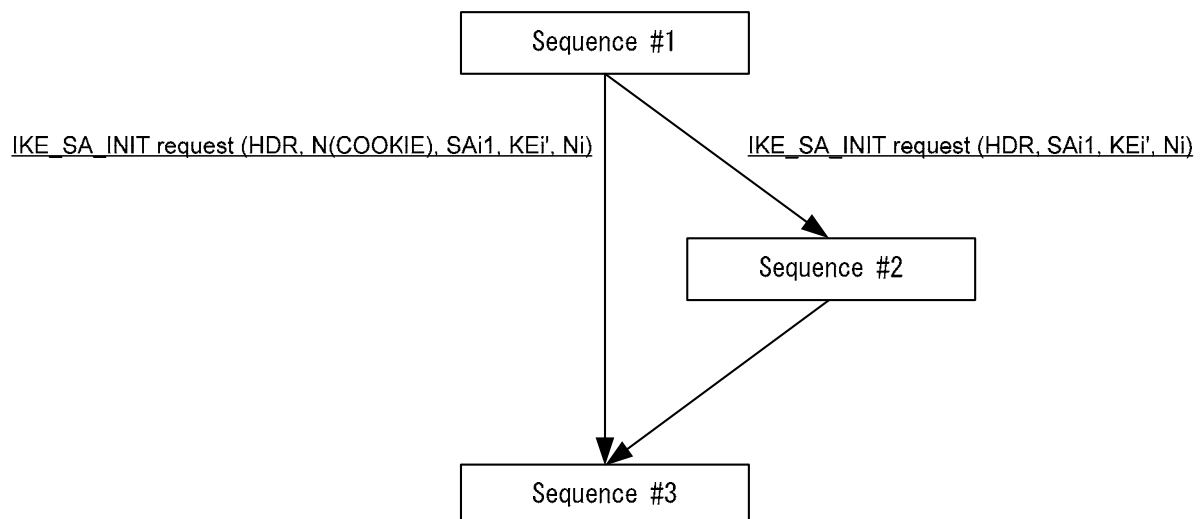 Sequence #1
IKE_SA_INIT request (HDR, N(COOKIE), SAi1, KEi', Ni)
IKE_SA_INIT request (HDR, SAi1, KEi', Ni)
Sequence #2
Sequence #3